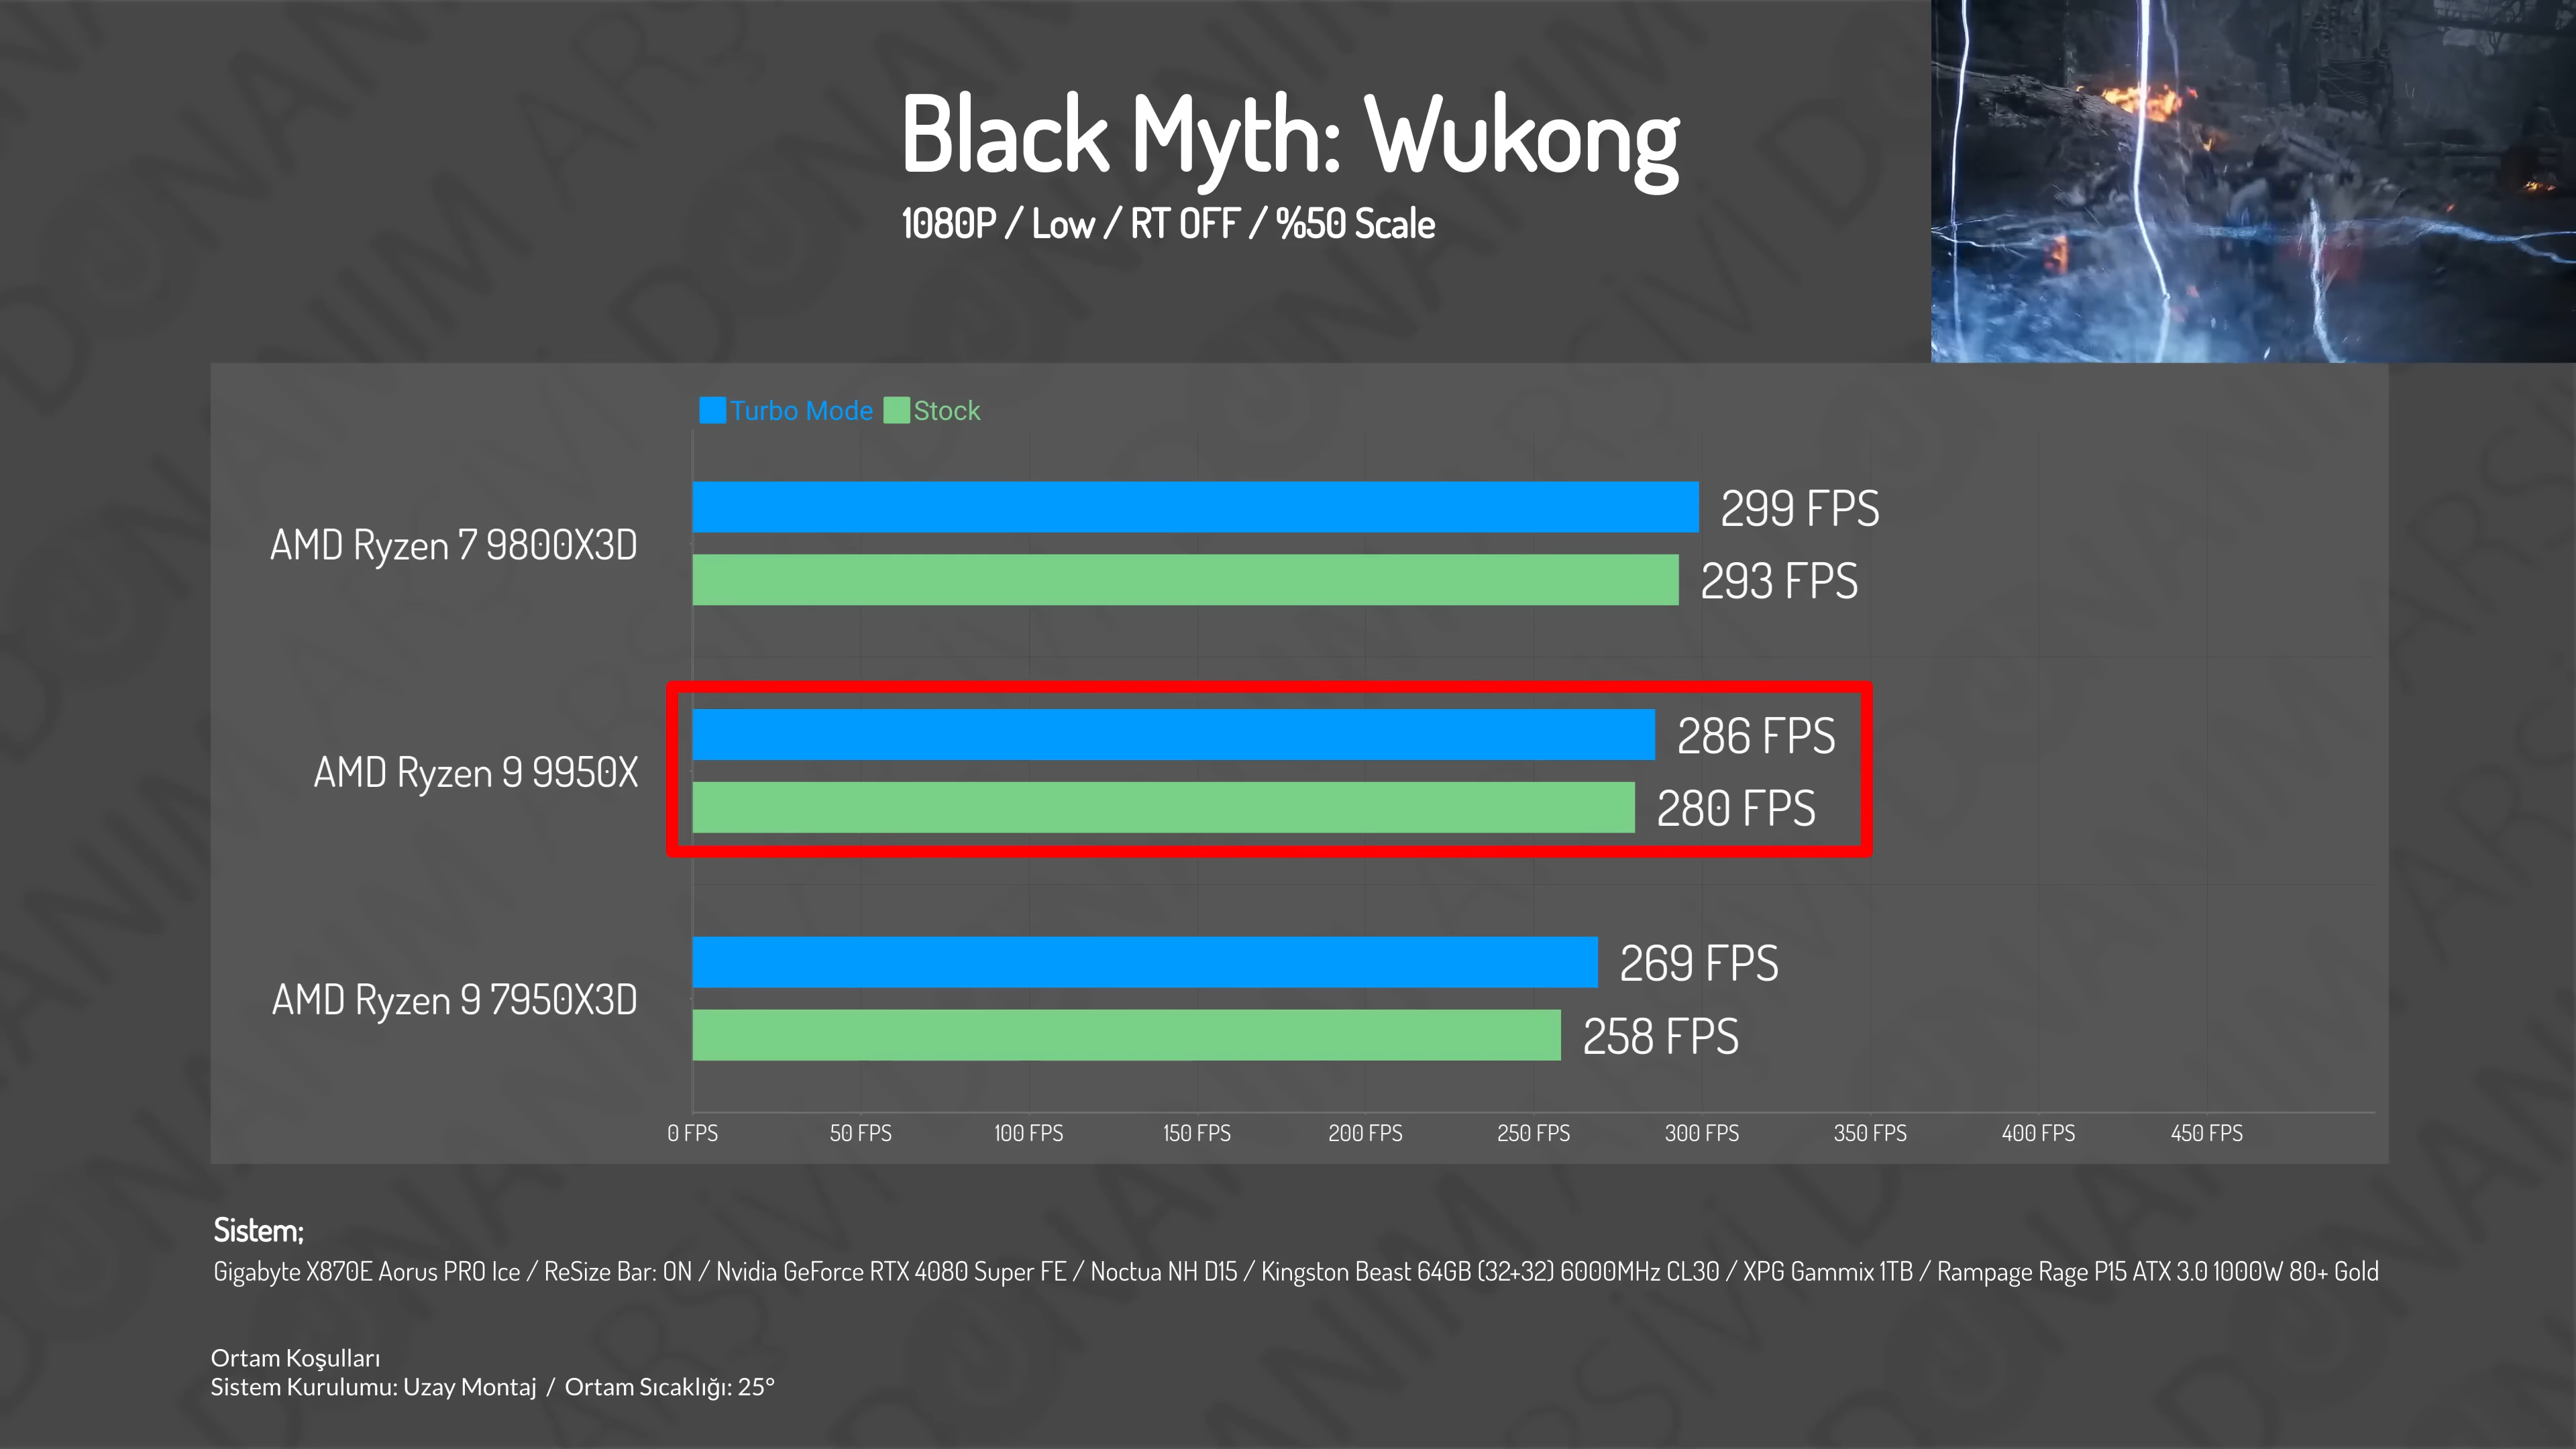 Black Myth: Wukong
1080P / Low / RT OFF / %50 Scale
Turbo Mode Stock
AMD Ryzen 7 9800X3D
299 FPS
293 FPS
AMD Ryzen 9 9950X
286 FPS
280 FPS
AMD Ryzen 9 7950X3D
269 FPS
258 FPS
0 FPS 50 FPS 100 FPS 150 FPS 200 FPS 250 FPS 300 FPS 350 FPS 400 FPS 450 FPS
Sistem;
Gigabyte X870E Aorus PRO Ice / ReSize Bar: ON / Nvidia GeForce RTX 4080 Super FE / Noctua NH D15 / Kingston Beast 64GB (32+32) 6000MHz CL30 / XPG Gammix 1TB / Rampage Rage P15 ATX 3.0 1000W 80+ Gold
Ortam Koşulları
Sistem Kurulumu: Uzay Montaj / Ortam Sıcaklığı: 25°